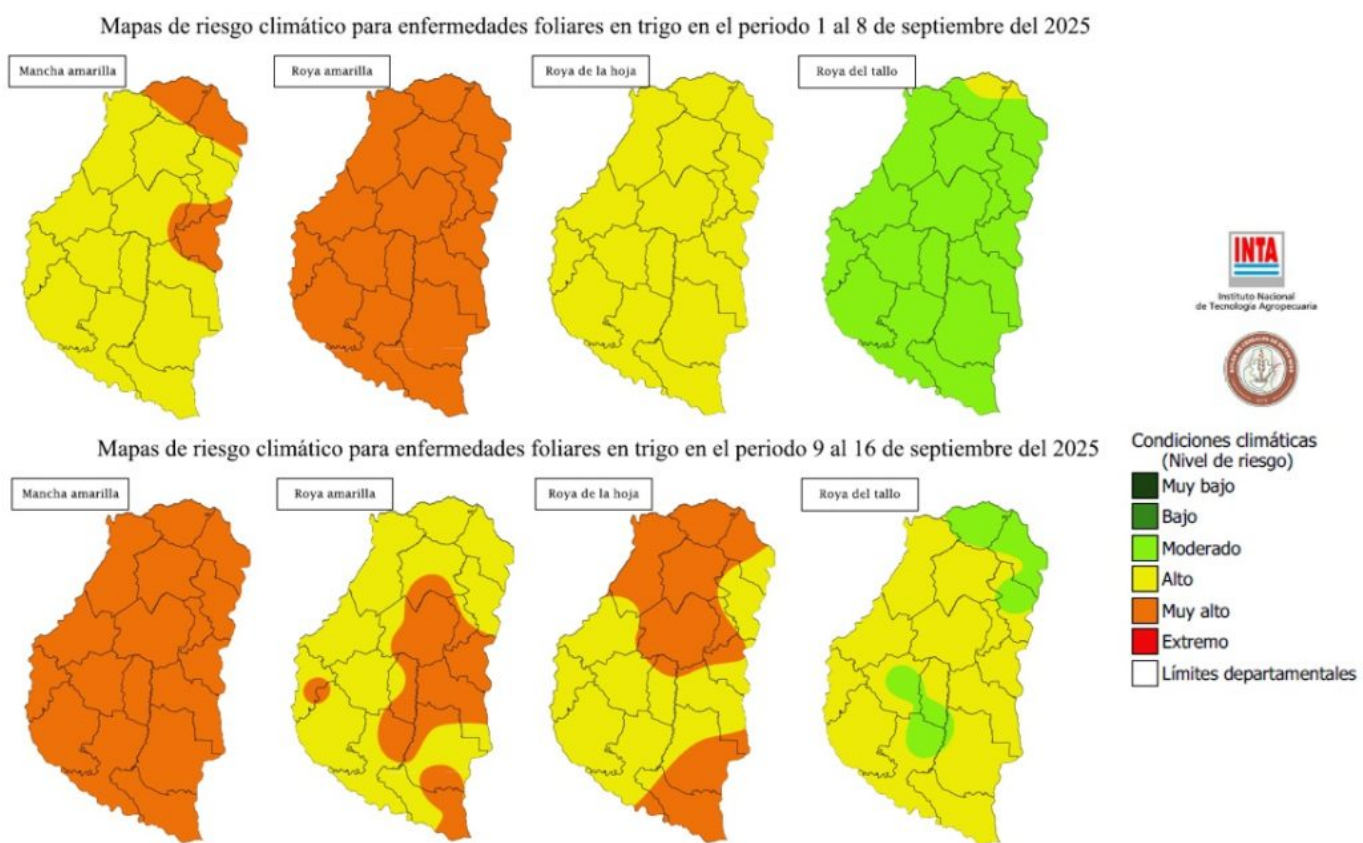 Mapas de riesgo climático para enfermedades foliares en trigo en el periodo 1 al 8 de septiembre del 2025
Mancha amarilla
Roya amarilla
Roya de la hoja
Roya del tallo
INTA
Instituto Nacional
de Tecnología Agropecuaria
Mapas de riesgo climático para enfermedades foliares en trigo en el periodo 9 al 16 de septiembre del 2025
Mancha amarilla
Roya amarilla
Roya de la hoja
Roya del tallo
Condiciones climáticas
(Nivel de riesgo)
Muy bajo
Bajo
Moderado
Alto
Muy alto
Extremo
Límites departamentales